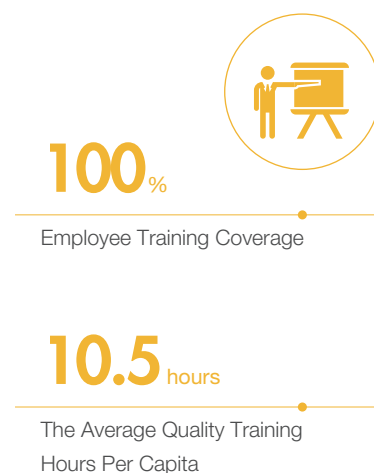 100%
Employee Training Coverage
10.5 hours
The Average Quality Training
Hours Per Capita